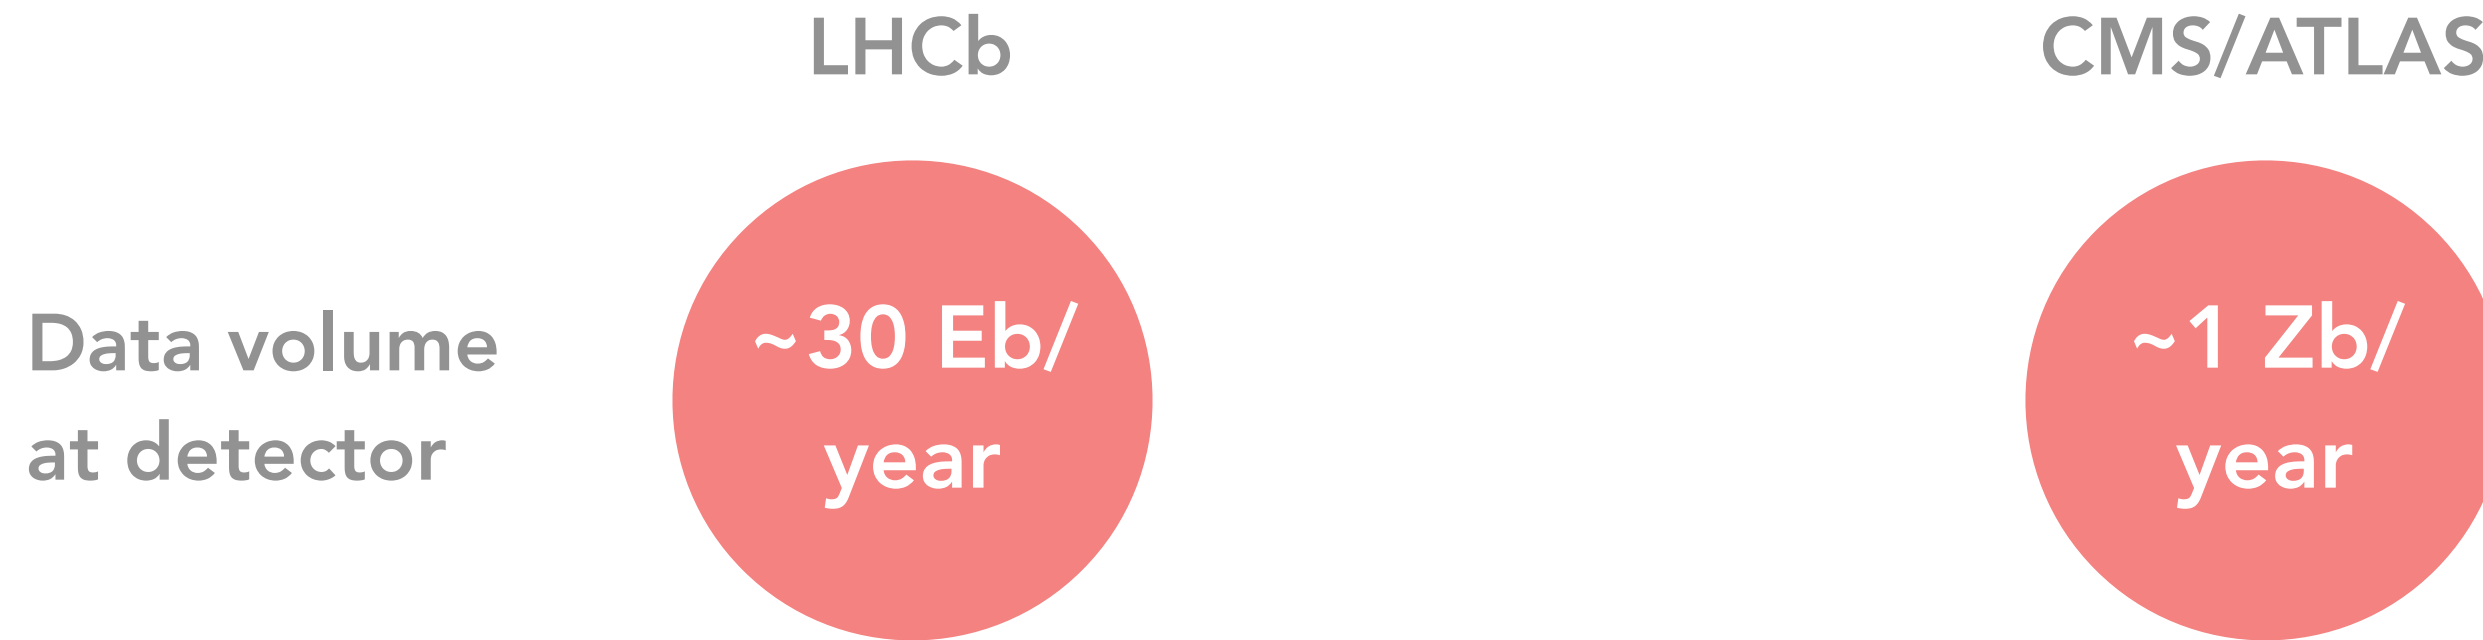 LHCb
CMS/ATLAS
Data volume
at detector
~30 Eb/
year
~1 Zb/
year